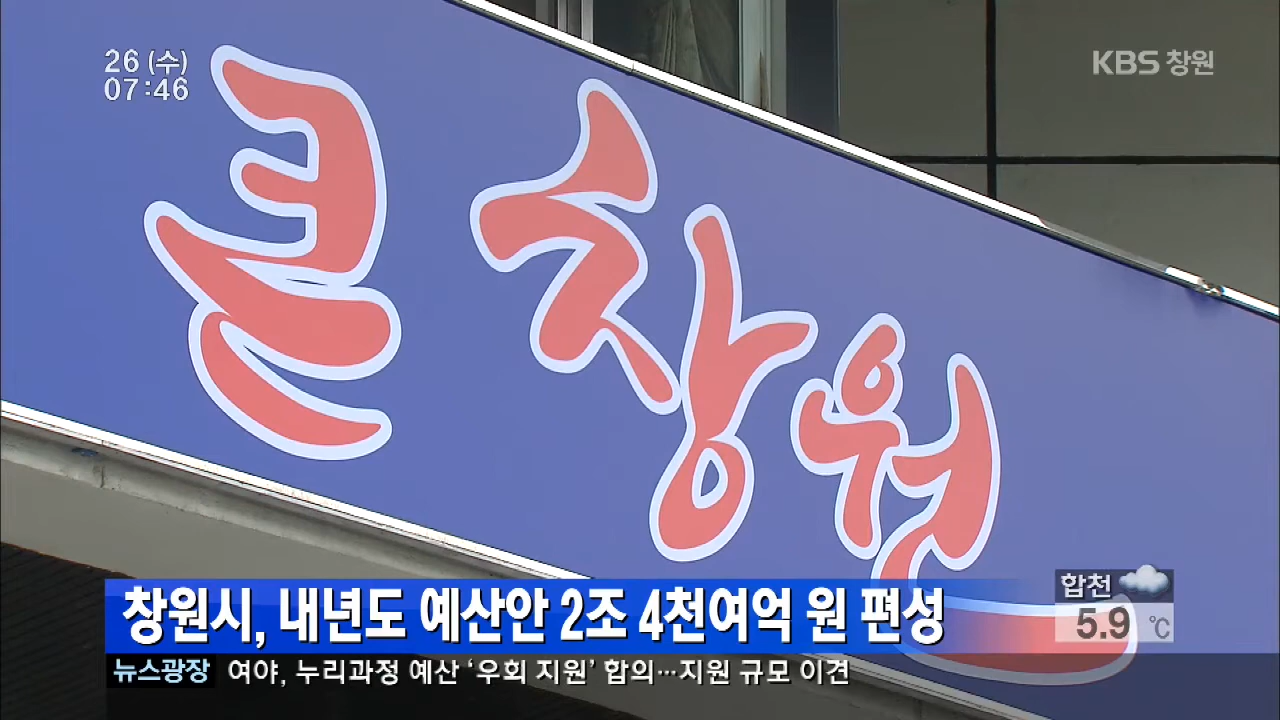 26 (수)
07:46
KBS 창원
큰 창원
창원시, 내년도 예산안 2조 4천여억 원 편성
합천
5.9 ℃
뉴스광장 여야, 누리과정 예산 ‘우회 지원’ 합의…지원 규모 이견